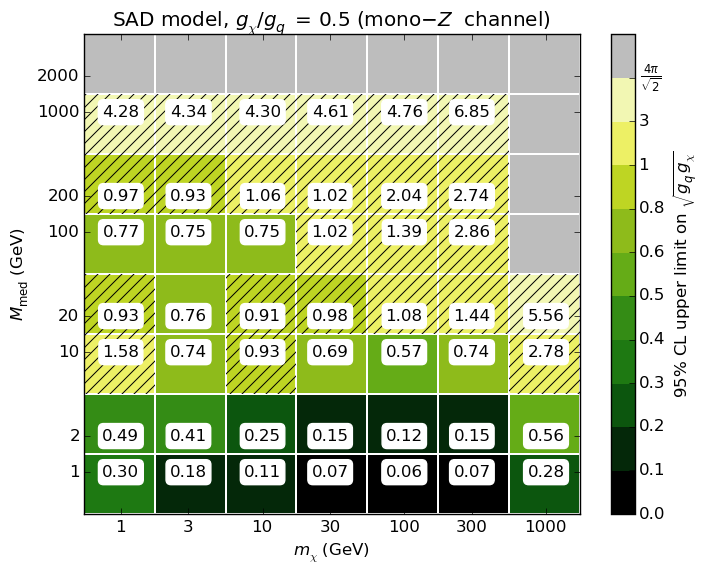 SAD model, gχ/gq = 0.5 (mono−Z channel)
2000
1000 4.28 4.34 4.30 4.61 4.76 6.85
200 0.97 0.93 1.06 1.02 2.04 2.74
100 0.77 0.75 0.75 1.02 1.39 2.86
20 0.93 0.76 0.91 0.98 1.08 1.44 5.56
10 1.58 0.74 0.93 0.69 0.57 0.74 2.78
2 0.49 0.41 0.25 0.15 0.12 0.15 0.56
1 0.30 0.18 0.11 0.07 0.06 0.07 0.28
1 3 10 30 100 300 1000
mχ (GeV)
Mmed (GeV)
4π/√2
3
1
0.8
0.6
0.5
0.4
0.3
0.2
0.1
0.0
95% CL upper limit on √gq gχ